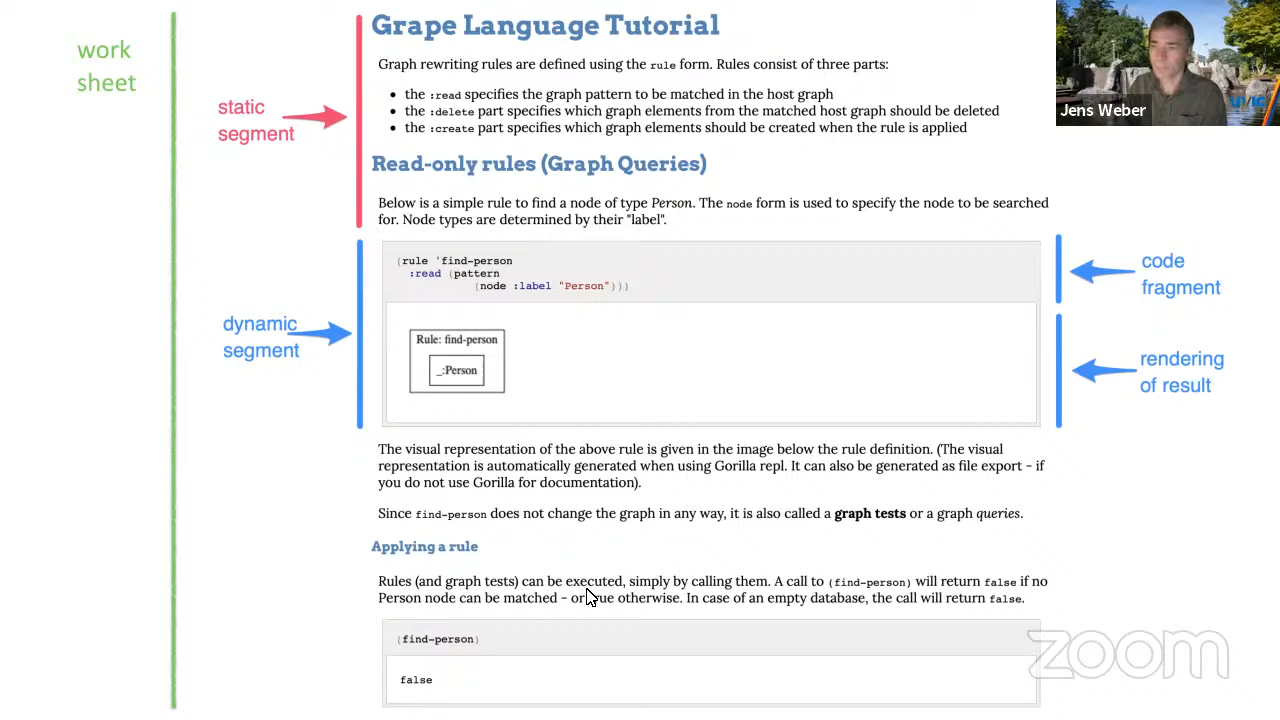 work
sheet
static
segment
Grape Language Tutorial
Graph rewriting rules are defined using the rule form. Rules consist of three parts:
• the :read specifies the graph pattern to be matched in the host graph
• the :delete part specifies which graph elements from the matched host graph should be deleted
• the :create part specifies which graph elements should be created when the rule is applied
Read-only rules (Graph Queries)
Below is a simple rule to find a node of type Person. The node form is used to specify the node to be searched
for. Node types are determined by their "label".
dynamic
segment
(rule 'find-person
:read (pattern
(node :label "Person")))
Rule: find-person
_:Person
code
fragment
rendering
of result
The visual representation of the above rule is given in the image below the rule definition. (The visual
representation is automatically generated when using Gorilla repl. It can also be generated as file export - if
you do not use Gorilla for documentation).
Since find-person does not change the graph in any way, it is also called a graph tests or a graph queries.
Applying a rule
Rules (and graph tests) can be executed, simply by calling them. A call to (find-person) will return false if no
Person node can be matched - or true otherwise. In case of an empty database, the call will return false.
(find-person)
false
Jens Weber
UVIC
zoom